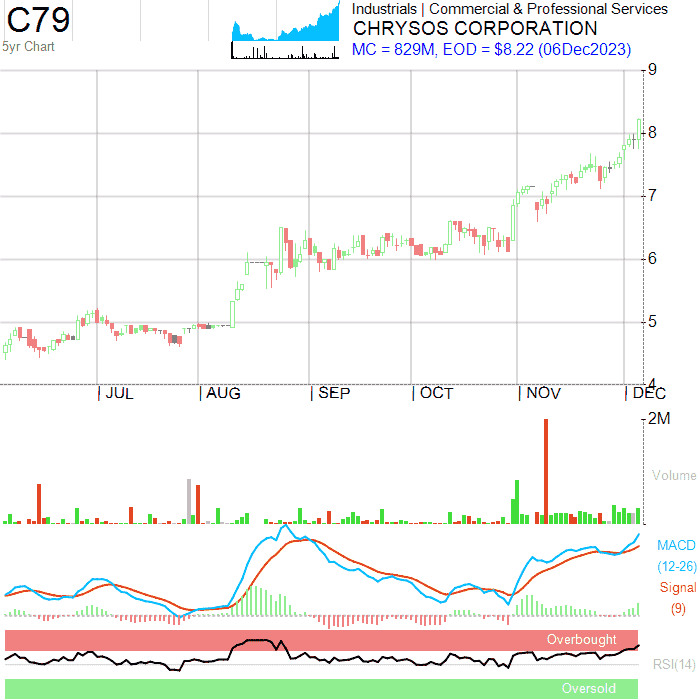 C79
5yr Chart
Industrials | Commercial & Professional Services
CHRYSOS CORPORATION
MC = 829M, EOD = $8.22 (06Dec2023)
9
8
7
6
5
4
| JUL
| AUG
| SEP
| OCT
| NOV
| DEC
2M
Volume
MACD
(12-26)
Signal
(9)
Overbought
RSI(14)
Oversold